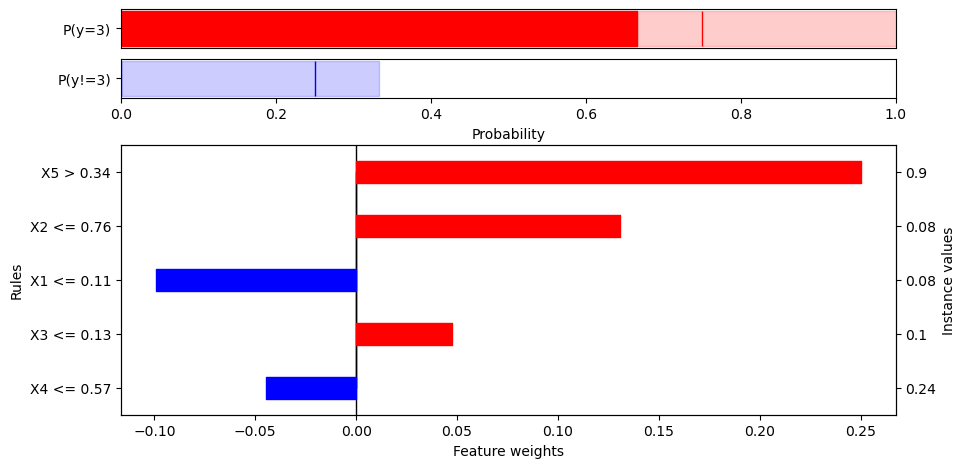 P(y=3)
P(y!=3)
0.0 0.2 0.4 0.6 0.8 1.0
Probability
X5 > 0.34 0.9
X2 <= 0.76 0.08
X1 <= 0.11 0.08
X3 <= 0.13 0.1
X4 <= 0.57 0.24
Rules
Instance values
−0.10 −0.05 0.00 0.05 0.10 0.15 0.20 0.25
Feature weights